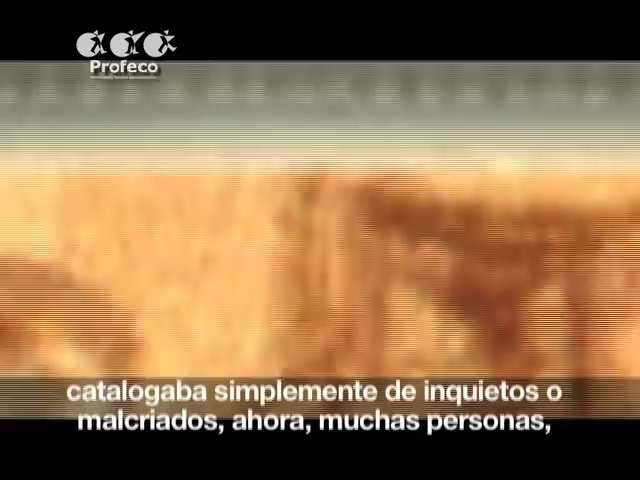 Profeco
catalogaba simplemente de inquietos o
malcriados, ahora, muchas personas,